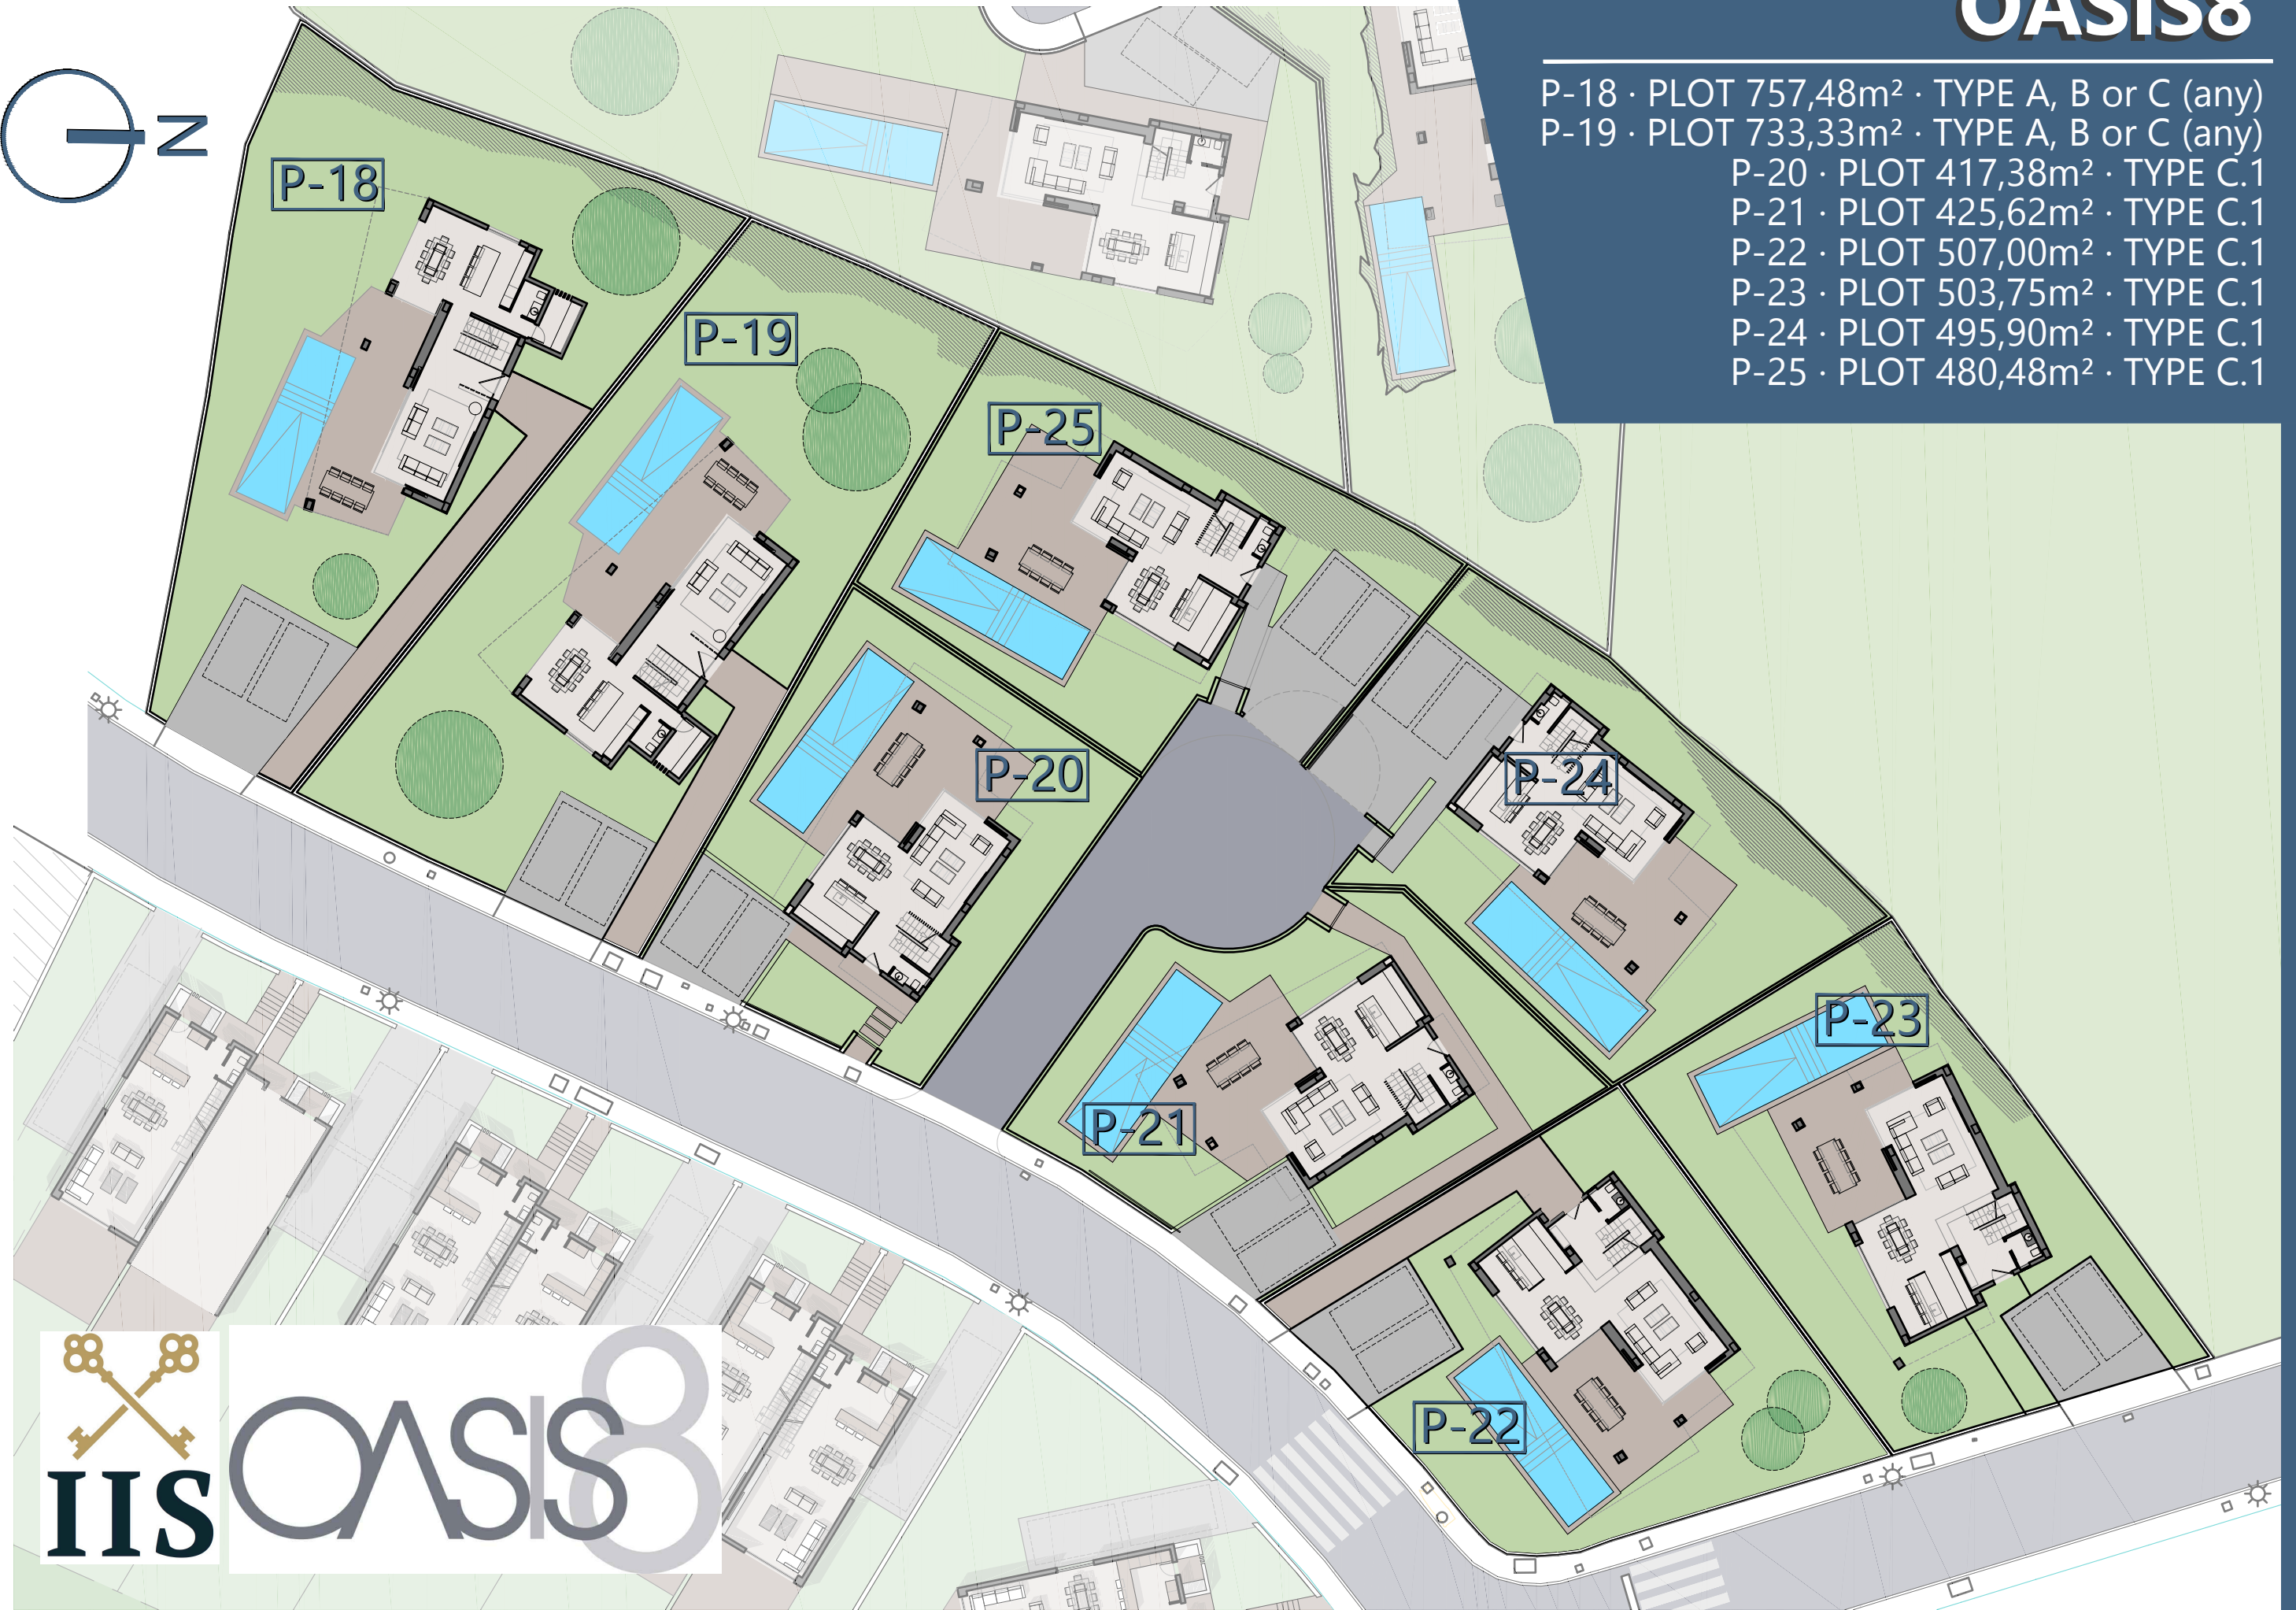 OASIS8
P-18 · PLOT 757,48m² · TYPE A, B or C (any)
P-19 · PLOT 733,33m² · TYPE A, B or C (any)
P-20 · PLOT 417,38m² · TYPE C.1
P-21 · PLOT 425,62m² · TYPE C.1
P-22 · PLOT 507,00m² · TYPE C.1
P-23 · PLOT 503,75m² · TYPE C.1
P-24 · PLOT 495,90m² · TYPE C.1
P-25 · PLOT 480,48m² · TYPE C.1
N
P-18
P-19
P-25
P-20
P-24
P-23
P-21
P-22
IIS
OASIS8